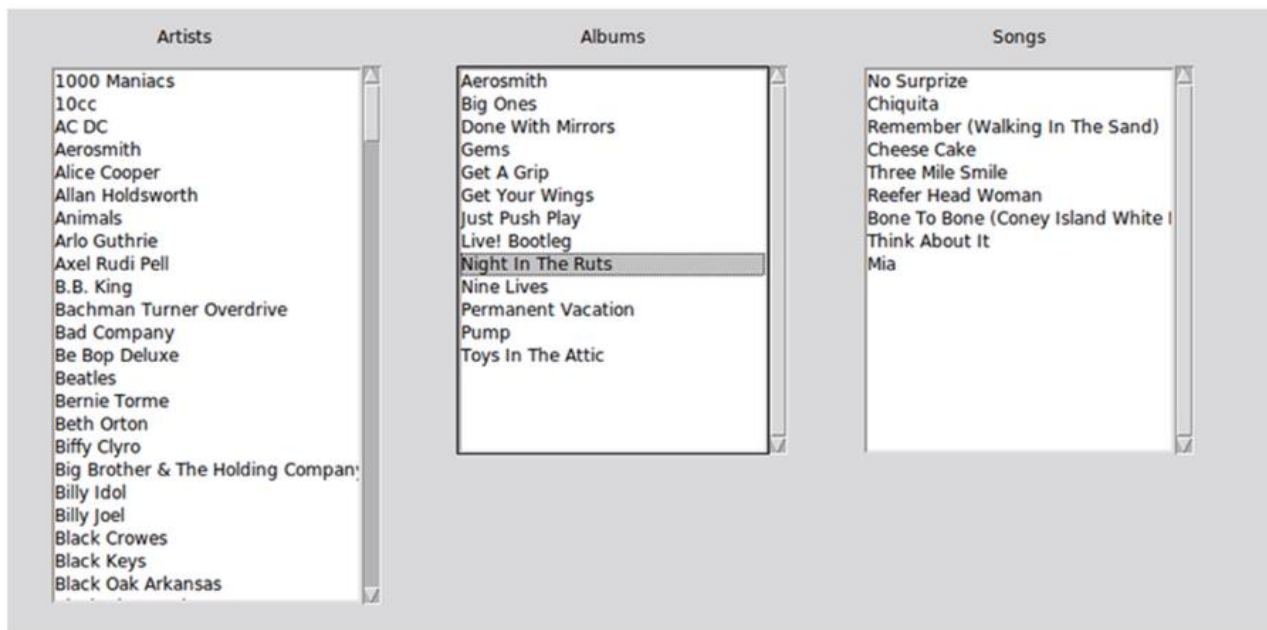 Artists
1000 Maniacs
10cc
AC DC
Aerosmith
Alice Cooper
Allan Holdsworth
Animals
Arlo Guthrie
Axel Rudi Pell
B.B. King
Bachman Turner Overdrive
Bad Company
Be Bop Deluxe
Beatles
Bernie Torme
Beth Orton
Biffy Clyro
Big Brother & The Holding Company
Billy Idol
Billy Joel
Black Crowes
Black Keys
Black Oak Arkansas
Albums
Aerosmith
Big Ones
Done With Mirrors
Gems
Get A Grip
Get Your Wings
Just Push Play
Live! Bootleg
Night In The Ruts
Nine Lives
Permanent Vacation
Pump
Toys In The Attic
Songs
No Surprize
Chiquita
Remember (Walking In The Sand)
Cheese Cake
Three Mile Smile
Reefer Head Woman
Bone To Bone (Coney Island White
Think About It
Mia